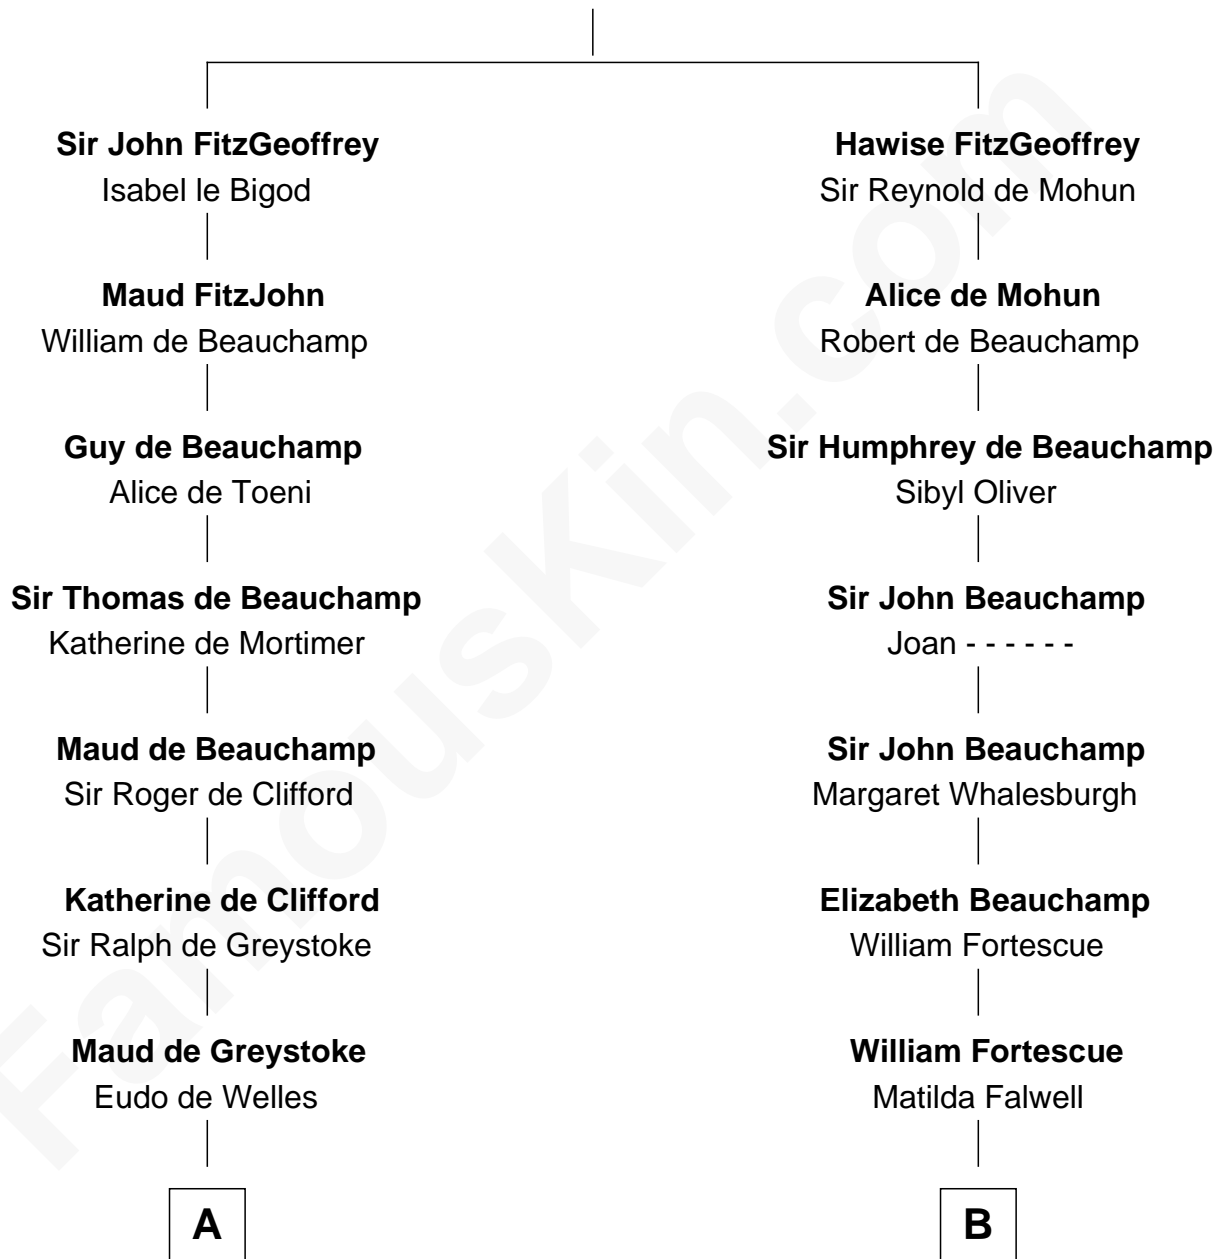 Sir John FitzGeoffrey
Isabel le Bigod
Maud FitzJohn
William de Beauchamp
Guy de Beauchamp
Alice de Toeni
Sir Thomas de Beauchamp
Katherine de Mortimer
Maud de Beauchamp
Sir Roger de Clifford
Katherine de Clifford
Sir Ralph de Greystoke
Maud de Greystoke
Eudo de Welles
A
Hawise FitzGeoffrey
Sir Reynold de Mohun
Alice de Mohun
Robert de Beauchamp
Sir Humphrey de Beauchamp
Sibyl Oliver
Sir John Beauchamp
Joan - - - - - -
Sir John Beauchamp
Margaret Whalesburgh
Elizabeth Beauchamp
William Fortescue
William Fortescue
Matilda Falwell
B
FamousKin.com